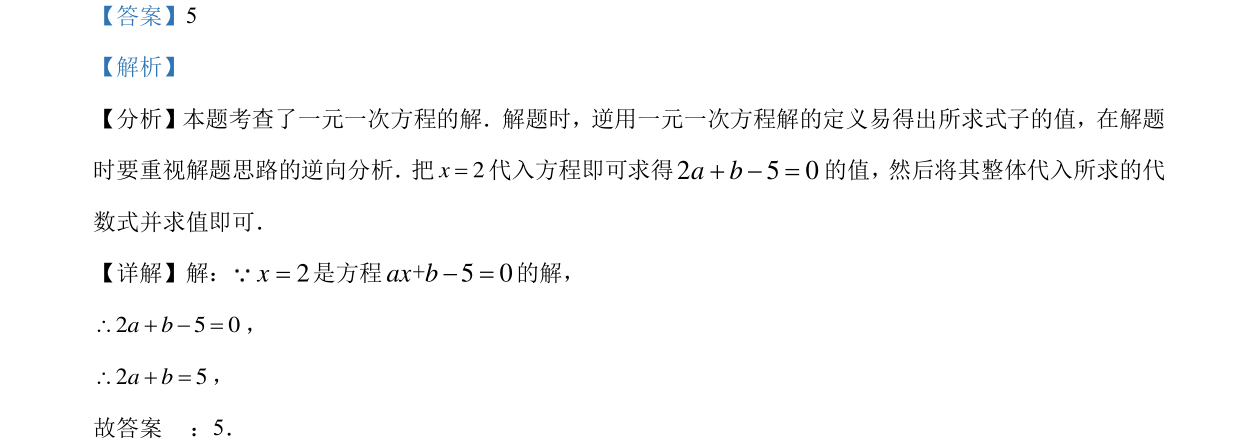 【答案】5
【解析】
【分析】本题考查了一元一次方程的解．解题时，逆用一元一次方程解的定义易得出所求式子的值，在解题
时要重视解题思路的逆向分析．把 x = 2 代入方程即可求得 2a + b − 5 = 0 的值，然后将其整体代入所求的代
数式并求值即可．
【详解】解：∵ x = 2 是方程 ax+b − 5 = 0 的解，
∴2a + b − 5 = 0，
∴2a + b = 5，
故答案 ：5．